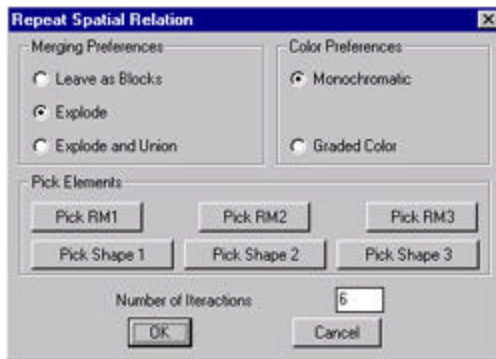 Repeat Spatial Relation
Merging Preferences
Leave as Blocks
Explode
Explode and Union
Color Preferences
Monochromatic
Graded Color
Pick Elements
Pick RM1 Pick RM2 Pick RM3
Pick Shape 1 Pick Shape 2 Pick Shape 3
Number of Iteractions 6
OK Cancel